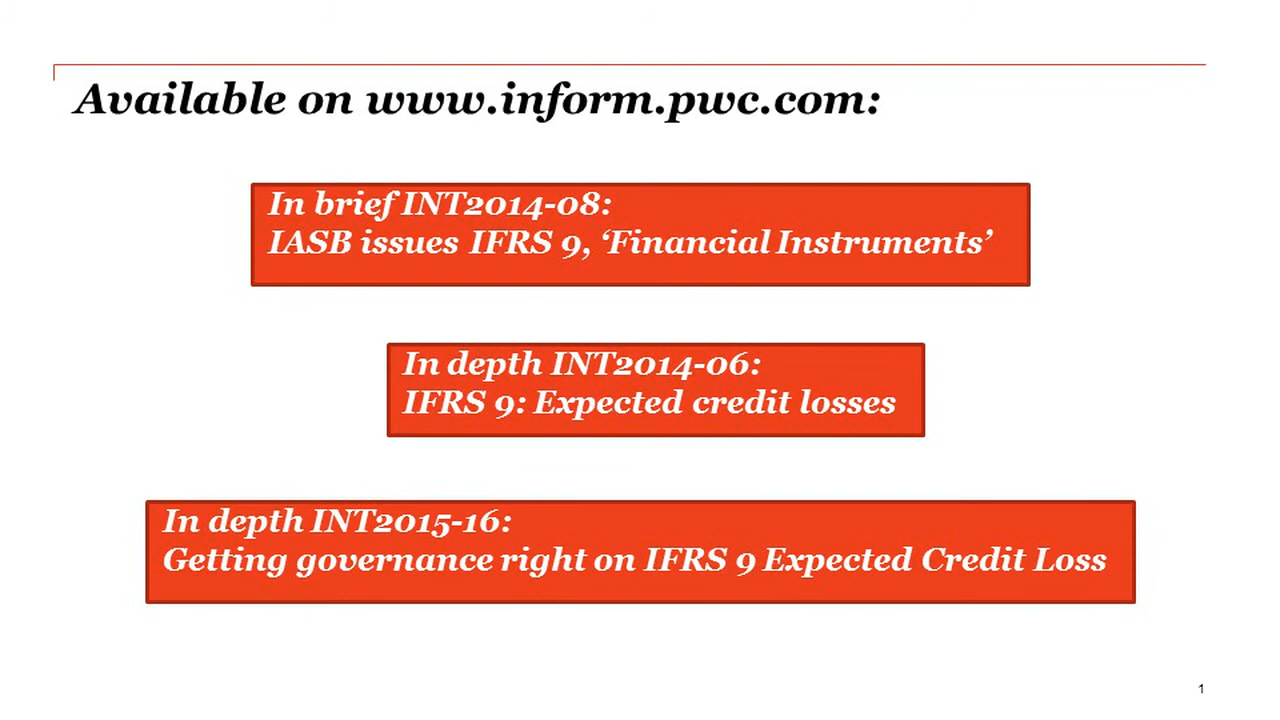 Available on www.inform.pwc.com:
In brief INT2014-08:
IASB issues IFRS 9, ‘Financial Instruments’
In depth INT2014-06:
IFRS 9: Expected credit losses
In depth INT2015-16:
Getting governance right on IFRS 9 Expected Credit Loss
1